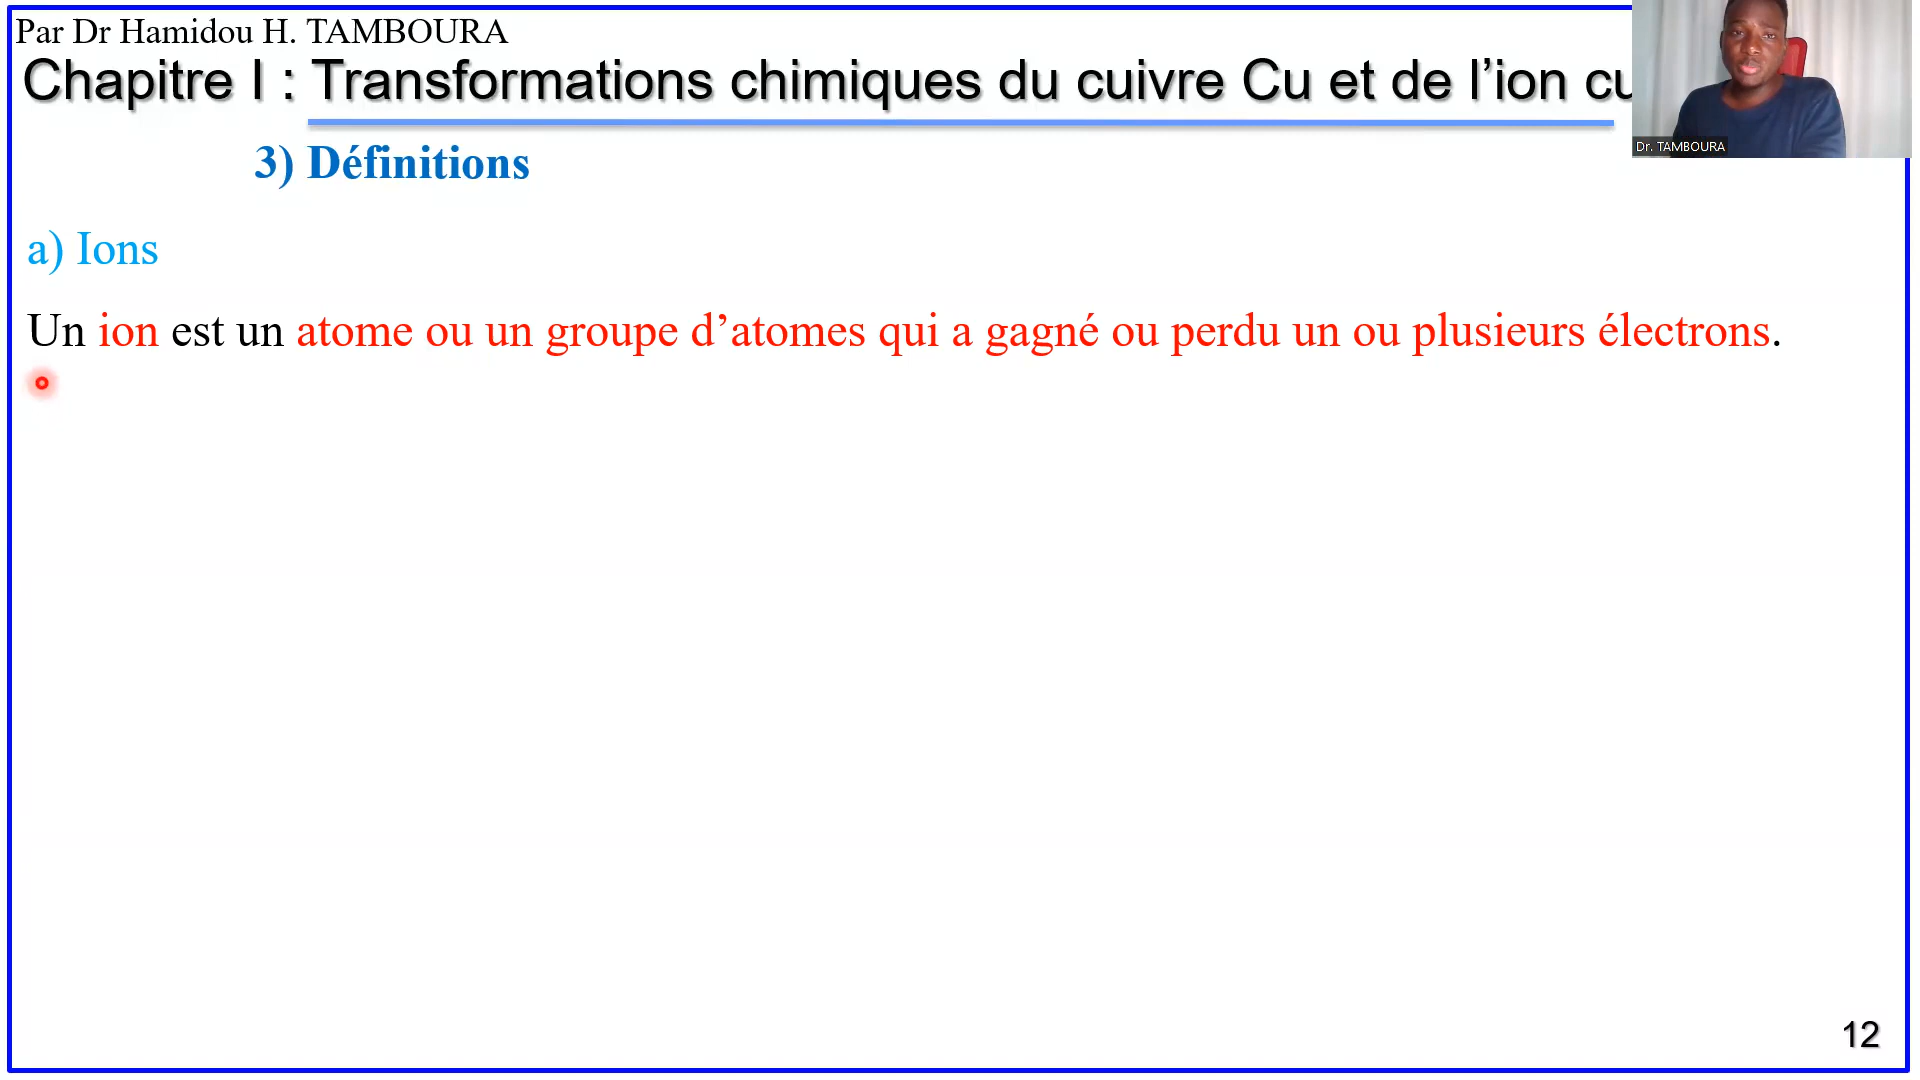 Par Dr Hamidou H. TAMBOURA
Chapitre I : Transformations chimiques du cuivre Cu et de l’ion cu
Dr. TAMBOURA
3) Définitions
a) Ions
Un ion est un atome ou un groupe d’atomes qui a gagné ou perdu un ou plusieurs électrons.
12